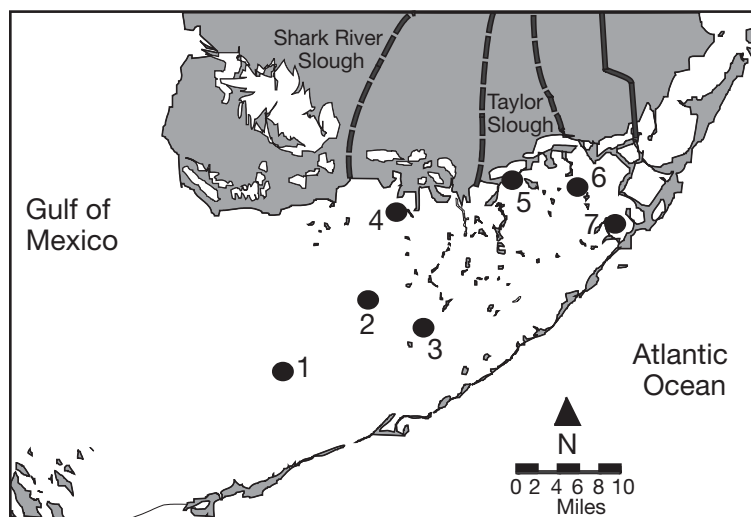 Shark River
Slough
Taylor
Slough
6
5
Gulf of
Mexico
4
7
2
3
1
Atlantic
Ocean
N
0 2 4 6 8 10
Miles